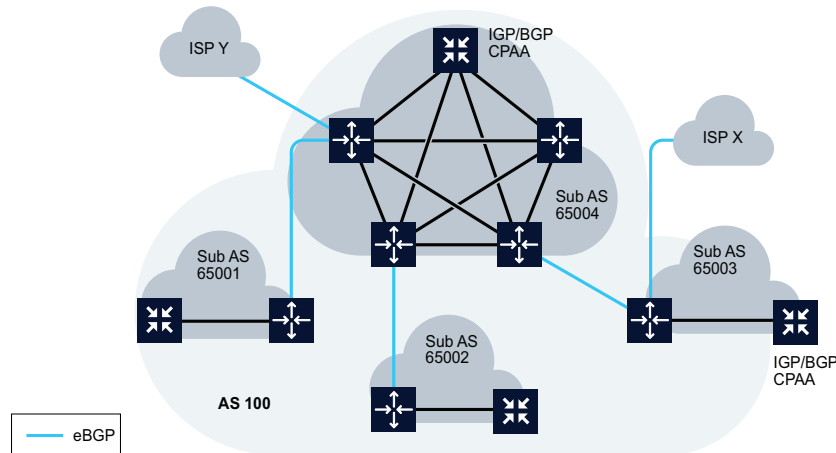 ISP Y
IGP/BGP
CPAA
ISP X
Sub AS
65004
Sub AS
65001
Sub AS
65003
Sub AS
65002
IGP/BGP
CPAA
AS 100
eBGP